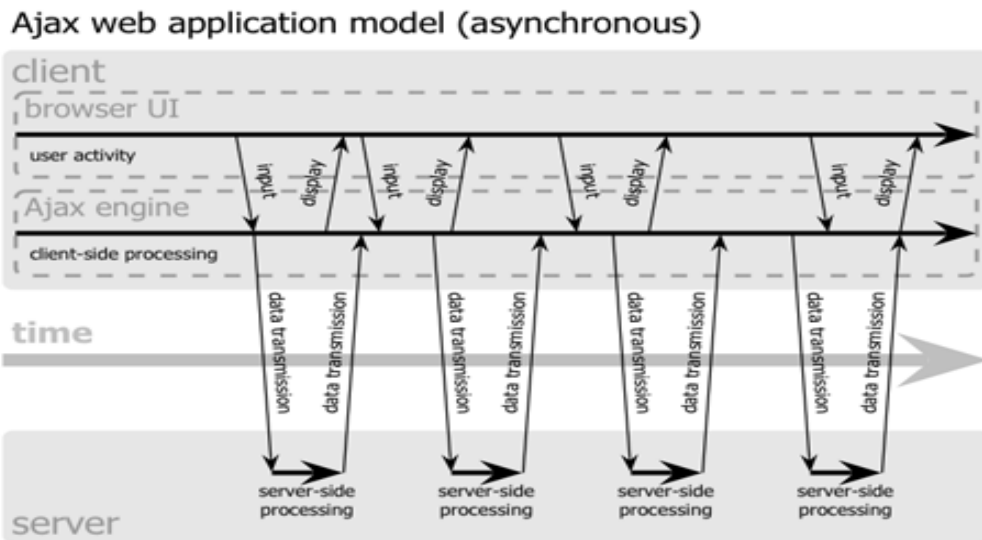 Ajax web application model (asynchronous)
client
browser UI
user activity
input
display
input
display
input
display
input
display
Ajax engine
client-side processing
data transmission
data transmission
data transmission
data transmission
data transmission
data transmission
data transmission
data transmission
time
server-side
processing
server-side
processing
server-side
processing
server-side
processing
server